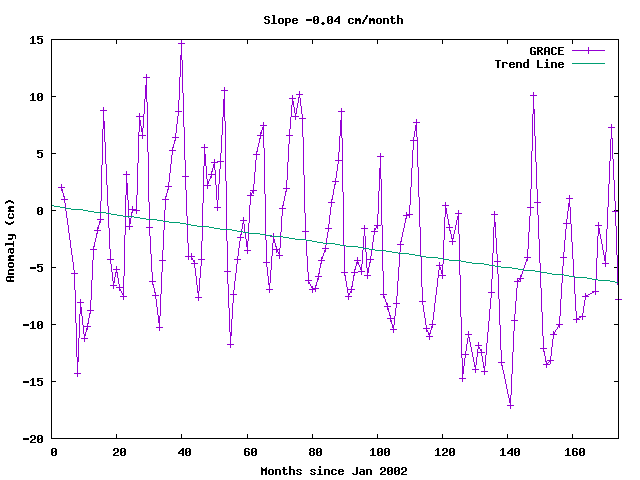 Slope -0.04 cm/month
GRACE
Trend Line
Anomaly (cm)
15
10
5
0
-5
-10
-15
-20
0 20 40 60 80 100 120 140 160
Months since Jan 2002